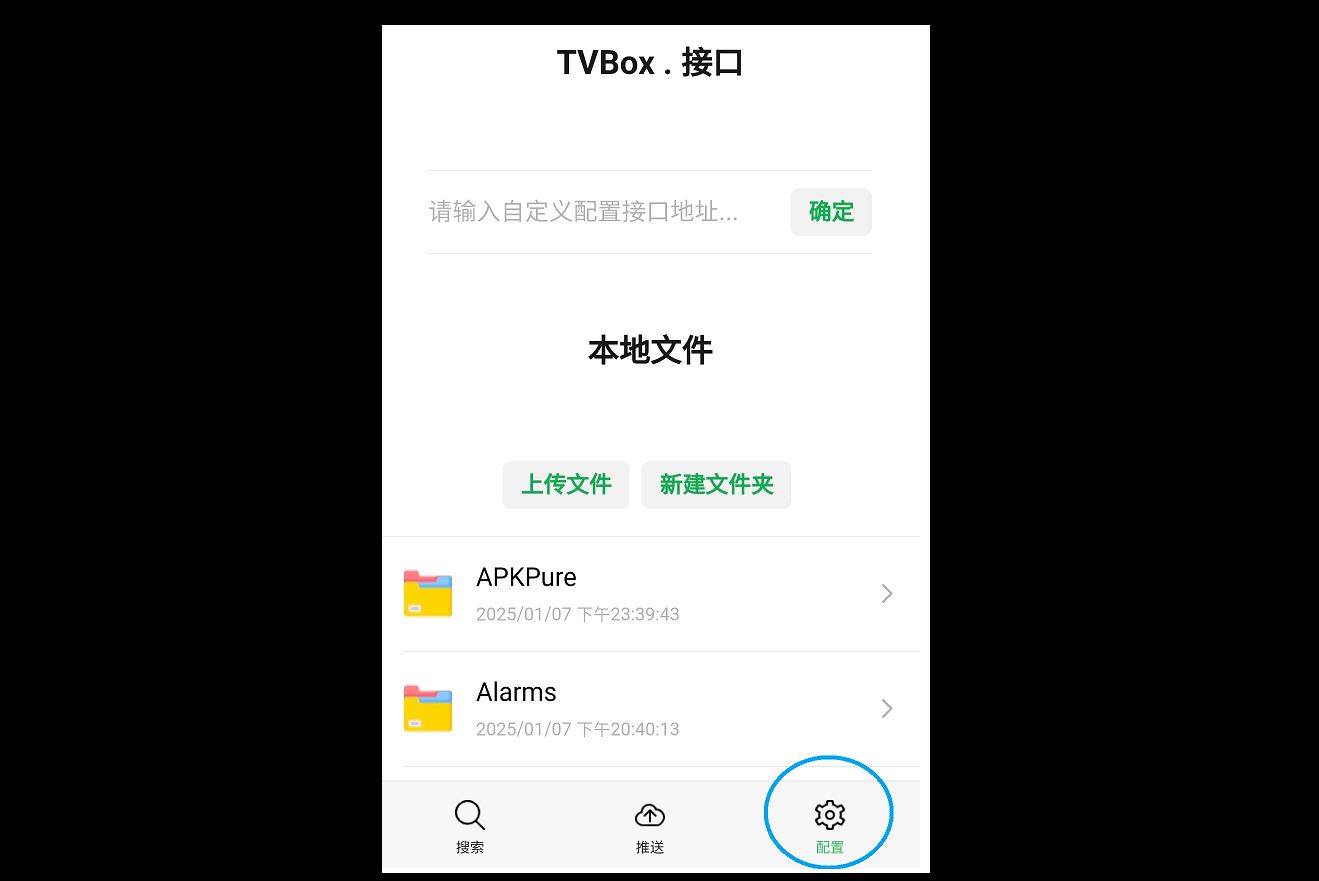 TVBox . 接口
请输入自定义配置接口地址... 确定
本地文件
上传文件 新建文件夹
APKPure
2025/01/07 下午23:39:43
Alarms
2025/01/07 下午20:40:13
搜索 推送 配置